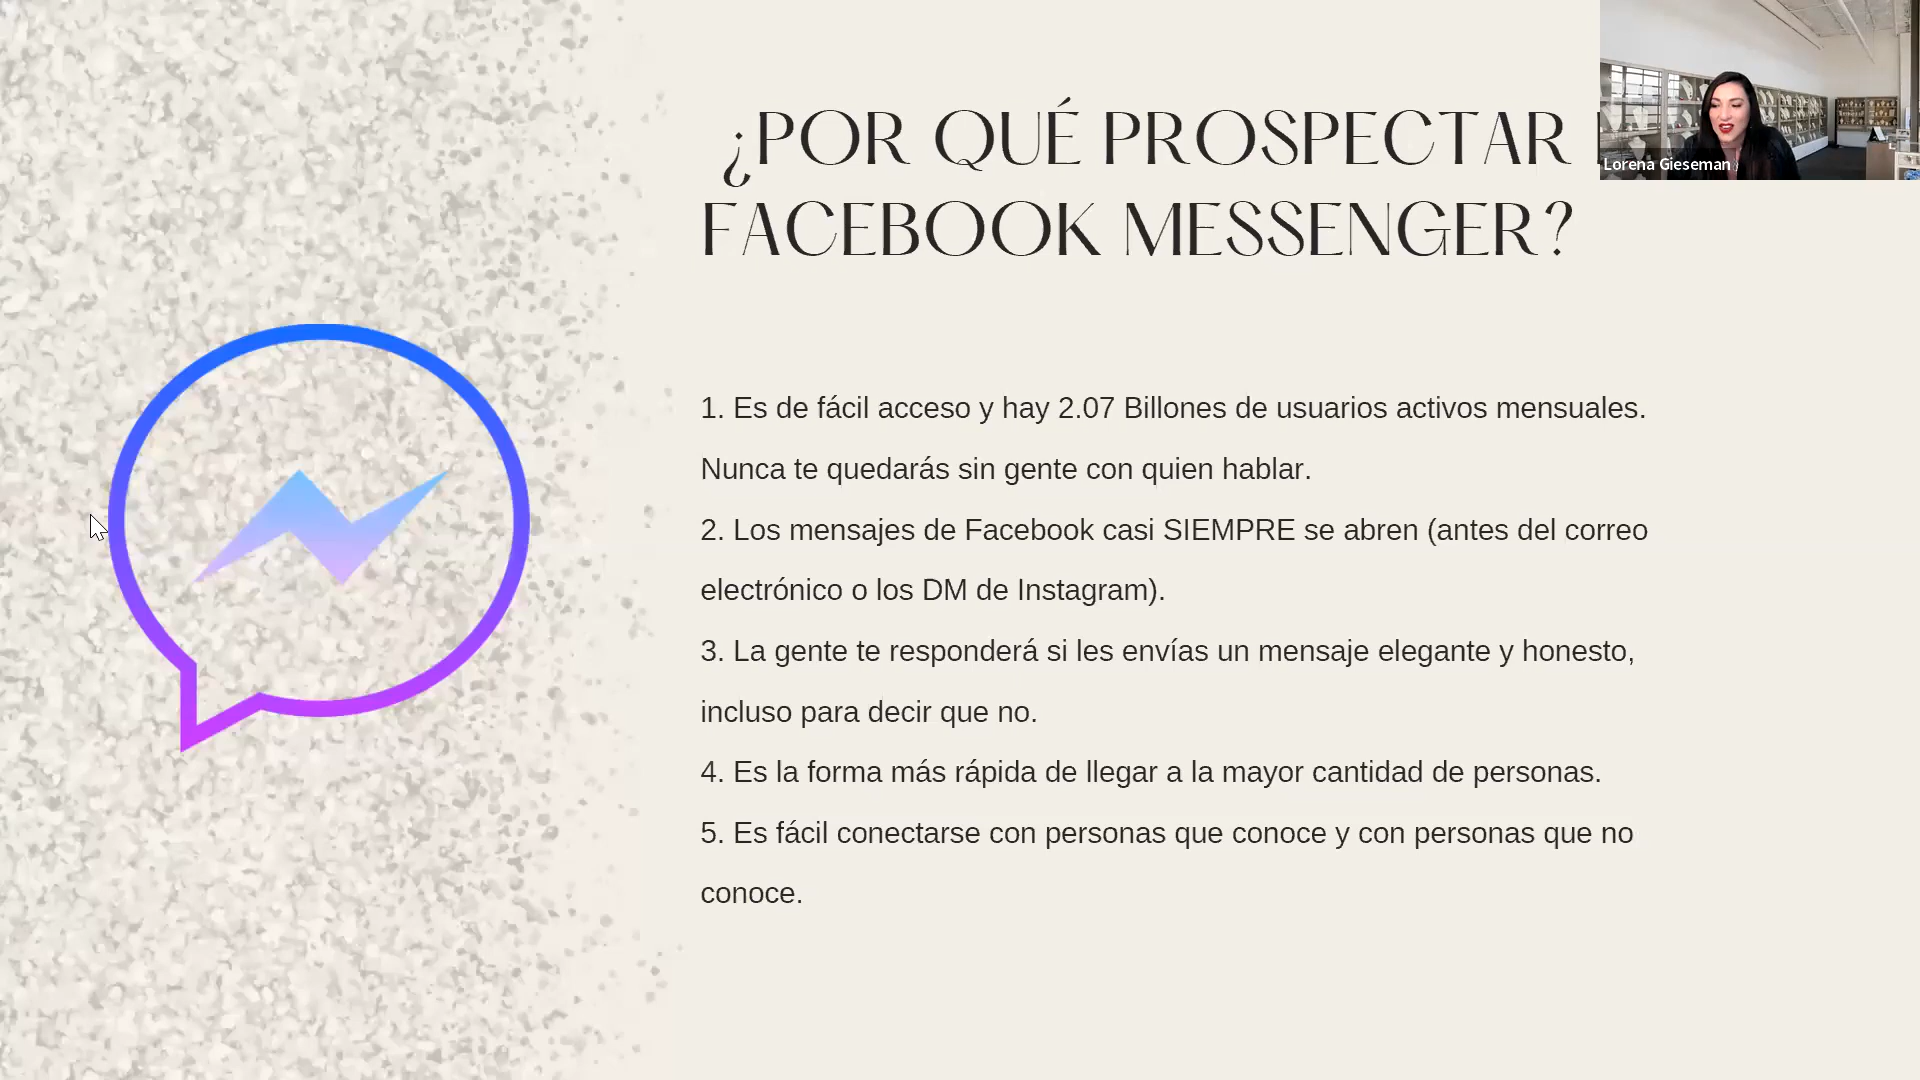 ¿POR QUÉ PROSPECTAR
FACEBOOK MESSENGER?
Lorena Gieseman
1. Es de fácil acceso y hay 2.07 Billones de usuarios activos mensuales.
Nunca te quedarás sin gente con quien hablar.
2. Los mensajes de Facebook casi SIEMPRE se abren (antes del correo
electrónico o los DM de Instagram).
3. La gente te responderá si les envías un mensaje elegante y honesto,
incluso para decir que no.
4. Es la forma más rápida de llegar a la mayor cantidad de personas.
5. Es fácil conectarse con personas que conoce y con personas que no
conoce.